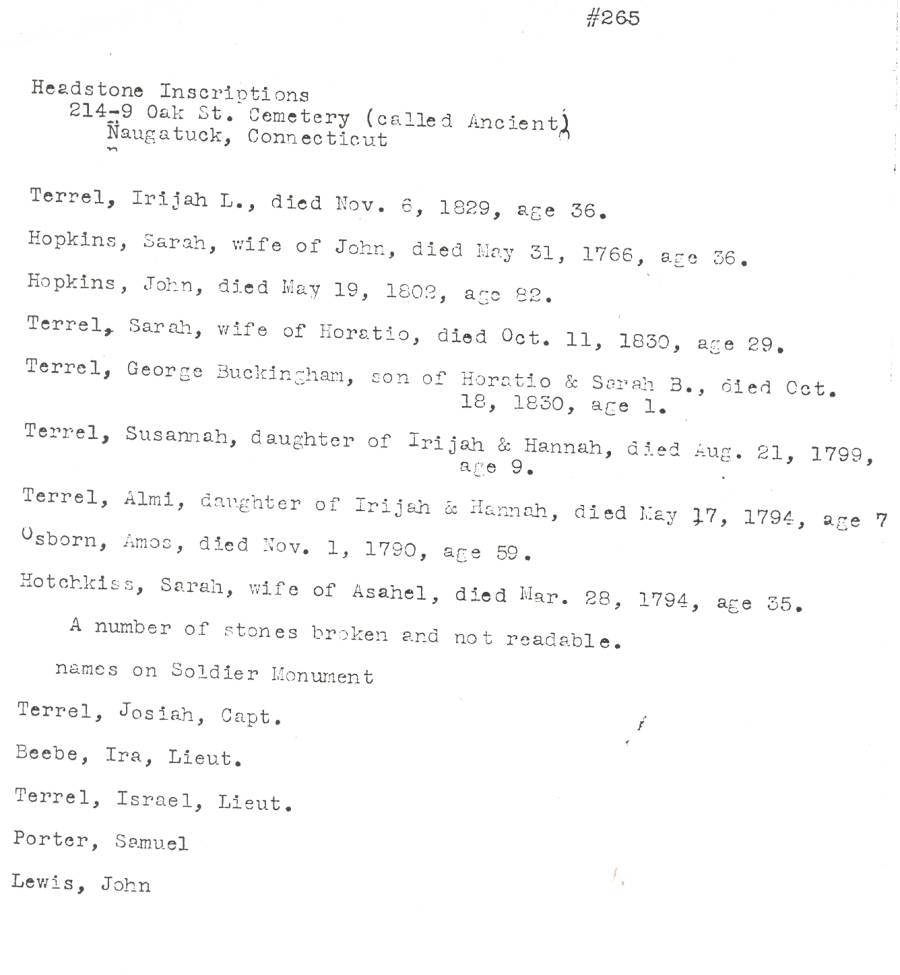 #265
Headstone Inscriptions
214-9 Oak St. Cemetery (called Ancient)
Naugatuck, Connecticut
Terrel, Irijah L., died Nov. 6, 1829, age 36.
Hopkins, Sarah, wife of John, died May 31, 1766, age 36.
Hopkins, John, died May 19, 1802, age 82.
Terrel, Sarah, wife of Horatio, died Oct. 11, 1830, age 29.
Terrel, George Buckingham, son of Horatio & Sarah B., died Oct.
18, 1830, age 1.
Terrel, Susannah, daughter of Irijah & Hannah, died Aug. 21, 1799,
age 9.
Terrel, Almi, daughter of Irijah & Hannah, died May 17, 1794, age 7
Osborn, Amos, died Nov. 1, 1790, age 59.
Hotchkiss, Sarah, wife of Asahel, died Mar. 28, 1794, age 35.
A number of stones broken and not readable.
names on Soldier Monument
Terrel, Josiah, Capt.
Beebe, Ira, Lieut.
Terrel, Israel, Lieut.
Porter, Samuel
Lewis, John